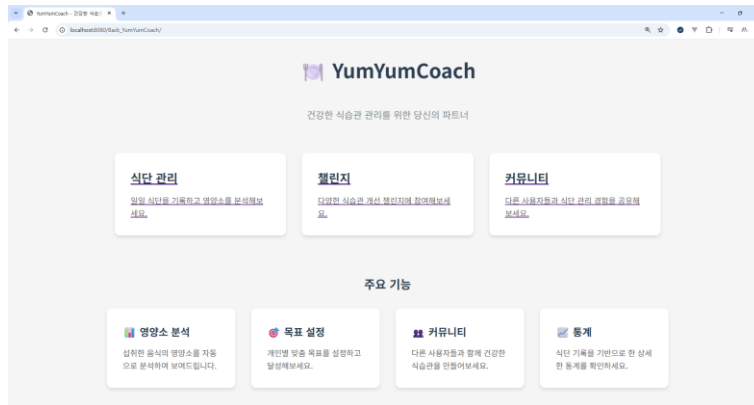 YumYumCoach - 건강한 식습
localhost:8080/Back_YumYumCoach/
YumYumCoach
건강한 식습관 관리를 위한 당신의 파트너
식단 관리
일일 식단을 기록하고 영양소를 분석해보
세요.
챌린지
다양한 식습관 개선 챌린지에 참여해보세
요.
커뮤니티
다른 사용자들과 식단 관리 경험을 공유해
보세요.
주요 기능
영양소 분석
섭취한 음식의 영양소를 자동
으로 분석하여 보여드립니다.
목표 설정
개인별 맞춤 목표를 설정하고
달성해보세요.
커뮤니티
다른 사용자들과 함께 건강한
식습관을 만들어보세요.
통계
식단 기록을 기반으로 한 상세
한 통계를 확인하세요.